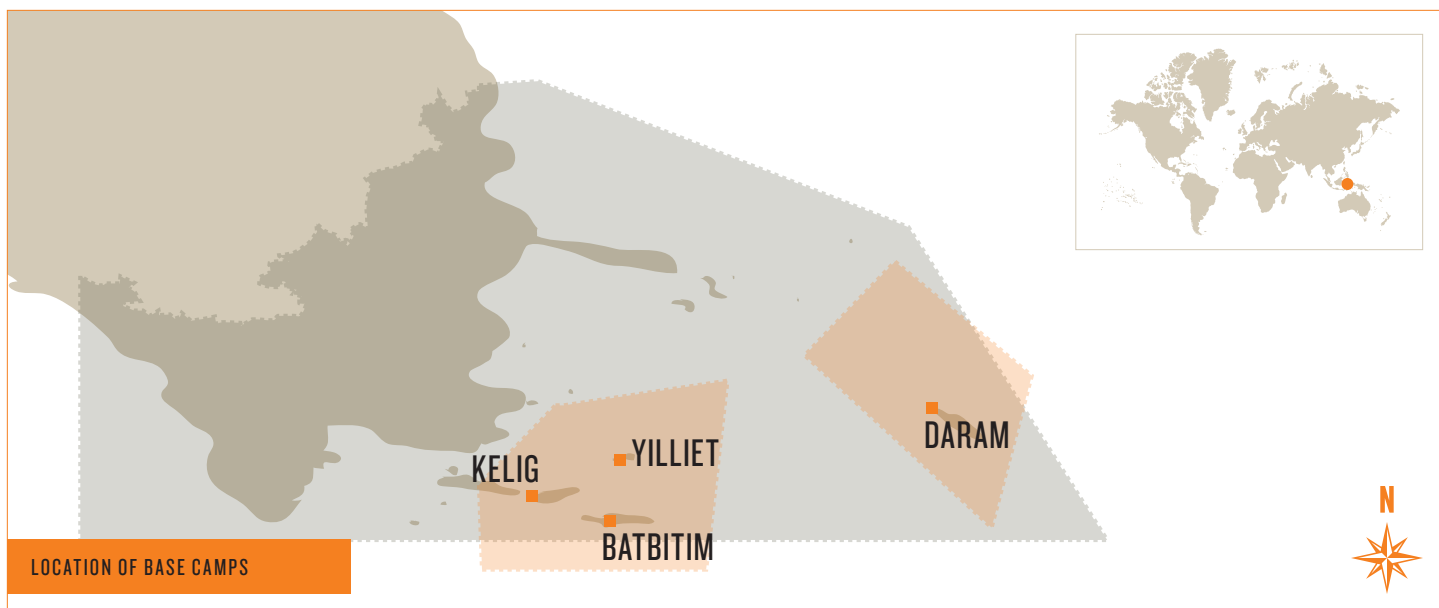 YILLIET
DARAM
KELIG
BATBITIM
N
LOCATION OF BASE CAMPS